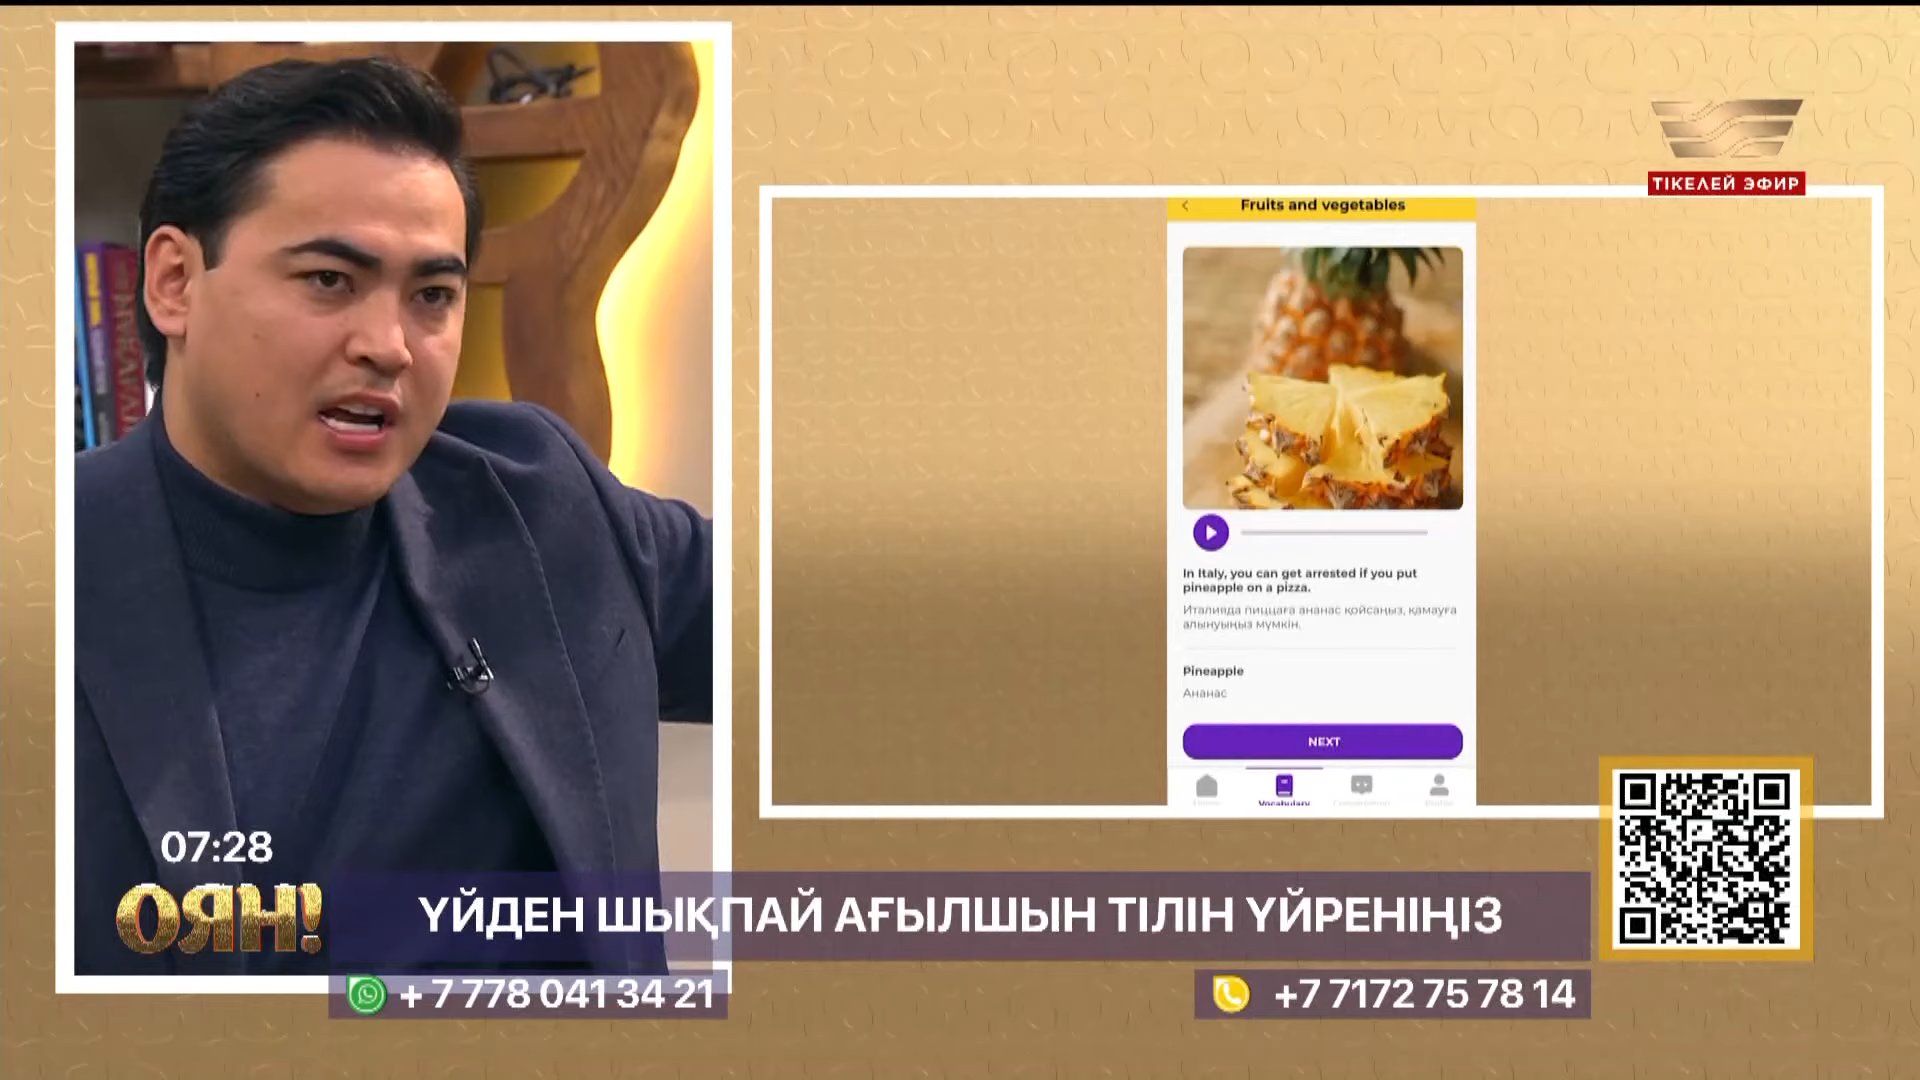 ТІКЕЛЕЙ ЭФИР
Fruits and vegetables
In Italy, you can get arrested if you put
pineapple on a pizza.
Италияда пиццаға ананас қойсаңыз, қамауға
алынуыңыз мүмкін.
Pineapple
Ананас
NEXT
Vocabulary
07:28
ОЯН!
ҮЙДЕН ШЫҚПАЙ АҒЫЛШЫН ТІЛІН ҮЙРЕНІҢІЗ
+ 7 778 041 34 21
+7 7172 75 78 14